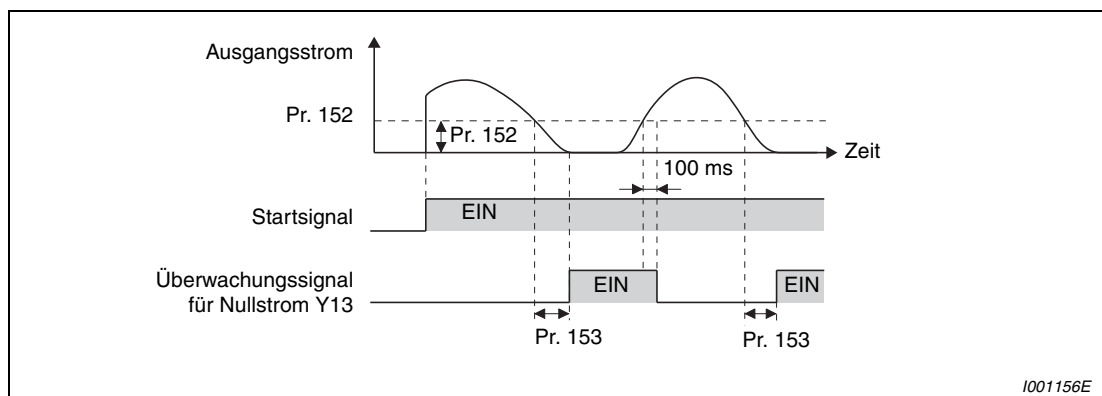 Ausgangsstrom
Pr. 152
Pr. 152
Zeit
100 ms
Startsignal
EIN
Überwachungssignal
für Nullstrom Y13
EIN
EIN
Pr. 153
Pr. 153
I001156E